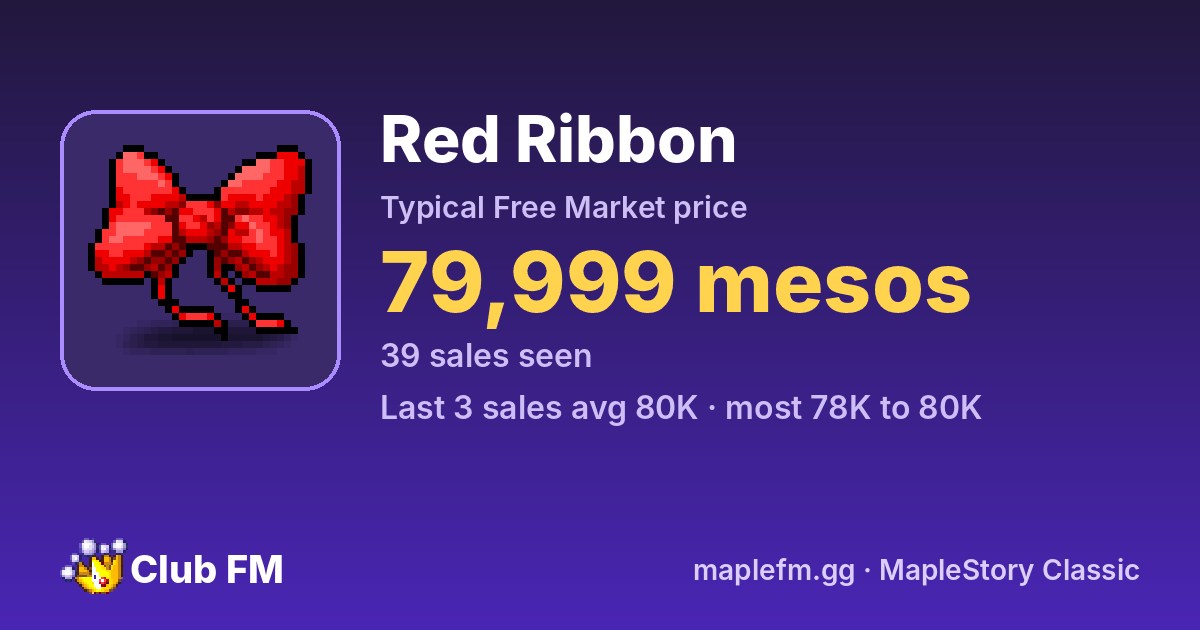 Red Ribbon
Typical Free Market price
79,999 mesos
39 sales seen
Last 3 sales avg 80K · most 78K to 80K
Club FM
maplefm.gg · MapleStory Classic